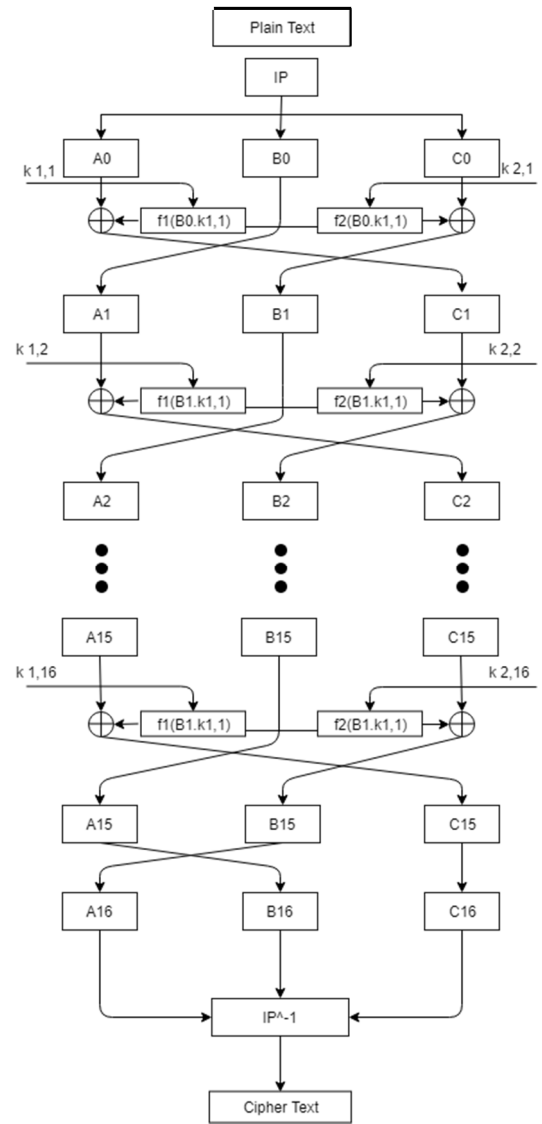 Plain Text
IP
A0
B0
C0
k 1,1
k 2,1
f1(B0.k1,1)
f2(B0.k1,1)
A1
B1
C1
k 1,2
k 2,2
f1(B1.k1,1)
f2(B1.k1,1)
A2
B2
C2
A15
B15
C15
k 1,16
k 2,16
f1(B1.k1,1)
f2(B1.k1,1)
A15
B15
C15
A16
B16
C16
IP^-1
Cipher Text